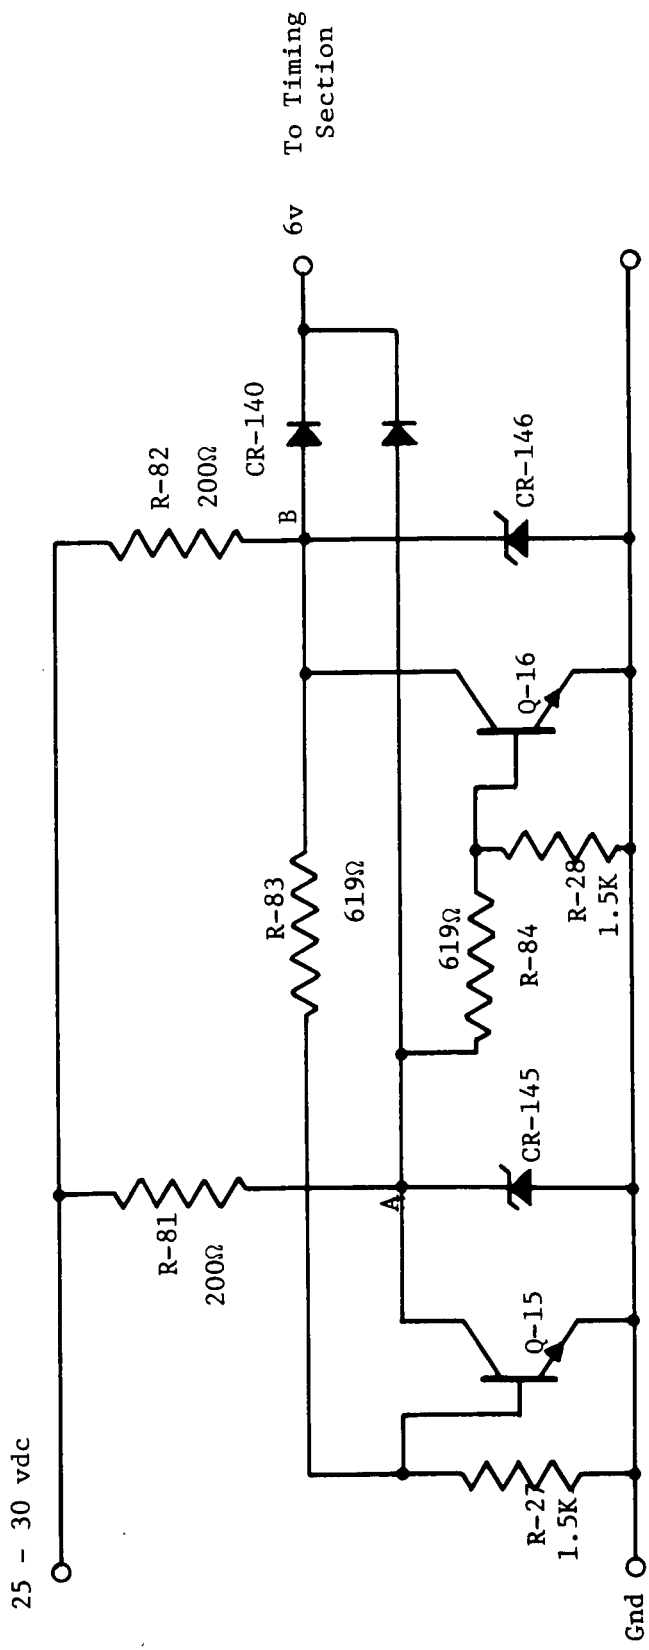 25 - 30 vdc
R-82
200Ω
R-81
200Ω
To Timing
Section
6v
CR-140
B
R-83
619Ω
A
619Ω
R-84
CR-146
CR-145
Q-16
Q-15
R-28
1.5K
R-27
1.5K
Gnd